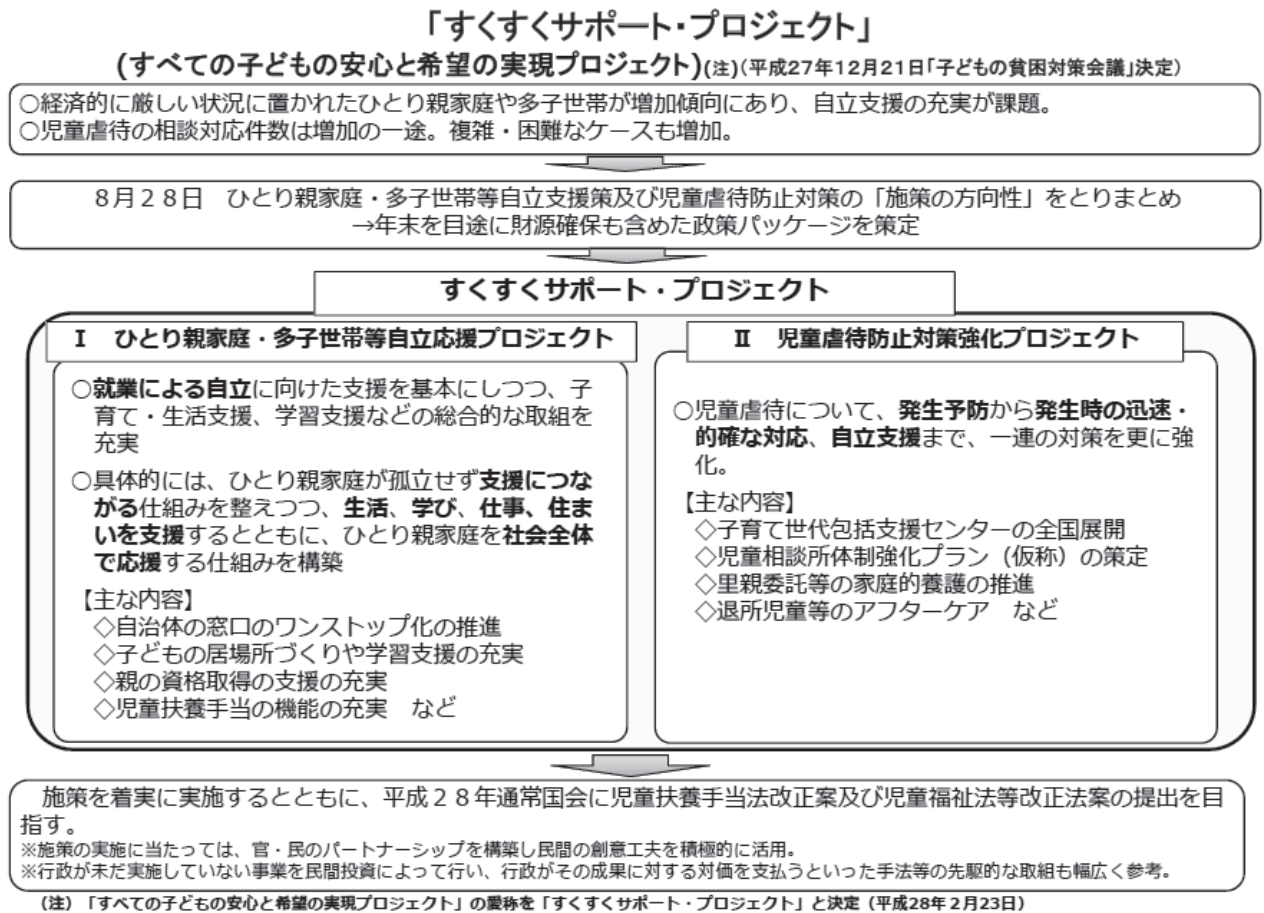 「すくすくサポート・プロジェクト」
(すべての子どもの安心と希望の実現プロジェクト)(注)(平成27年12月21日「子どもの貧困対策会議」決定)
○経済的に厳しい状況に置かれたひとり親家庭や多子世帯が増加傾向にあり、自立支援の充実が課題。
○児童虐待の相談対応件数は増加の一途。複雑・困難なケースも増加。
８月２８日　ひとり親家庭・多子世帯等自立支援策及び児童虐待防止対策の「施策の方向性」をとりまとめ
→年末を目途に財源確保も含めた政策パッケージを策定
すくすくサポート・プロジェクト
Ⅰ　ひとり親家庭・多子世帯等自立応援プロジェクト
○就業による自立に向けた支援を基本にしつつ、子
育て・生活支援、学習支援などの総合的な取組を
充実
○具体的には、ひとり親家庭が孤立せず支援につな
がる仕組みを整えつつ、生活、学び、仕事、住ま
いを支援するとともに、ひとり親家庭を社会全体
で応援する仕組みを構築
【主な内容】
◇自治体の窓口のワンストップ化の推進
◇子どもの居場所づくりや学習支援の充実
◇親の資格取得の支援の充実
◇児童扶養手当の機能の充実　など
Ⅱ　児童虐待防止対策強化プロジェクト
○児童虐待について、発生予防から発生時の迅速・
的確な対応、自立支援まで、一連の対策を更に強
化。
【主な内容】
◇子育て世代包括支援センターの全国展開
◇児童相談所体制強化プラン（仮称）の策定
◇里親委託等の家庭的養護の推進
◇退所児童等のアフターケア　など
施策を着実に実施するとともに、平成２８年通常国会に児童扶養手当法改正案及び児童福祉法等改正法案の提出を目
指す。
※施策の実施に当たっては、官・民のパートナーシップを構築し民間の創意工夫を積極的に活用。
※行政が未だ実施していない事業を民間投資によって行い、行政がその成果に対する対価を支払うといった手法等の先駆的な取組も幅広く参考。
（注）「すべての子どもの安心と希望の実現プロジェクト」の愛称を「すくすくサポート・プロジェクト」と決定（平成28年２月23日）